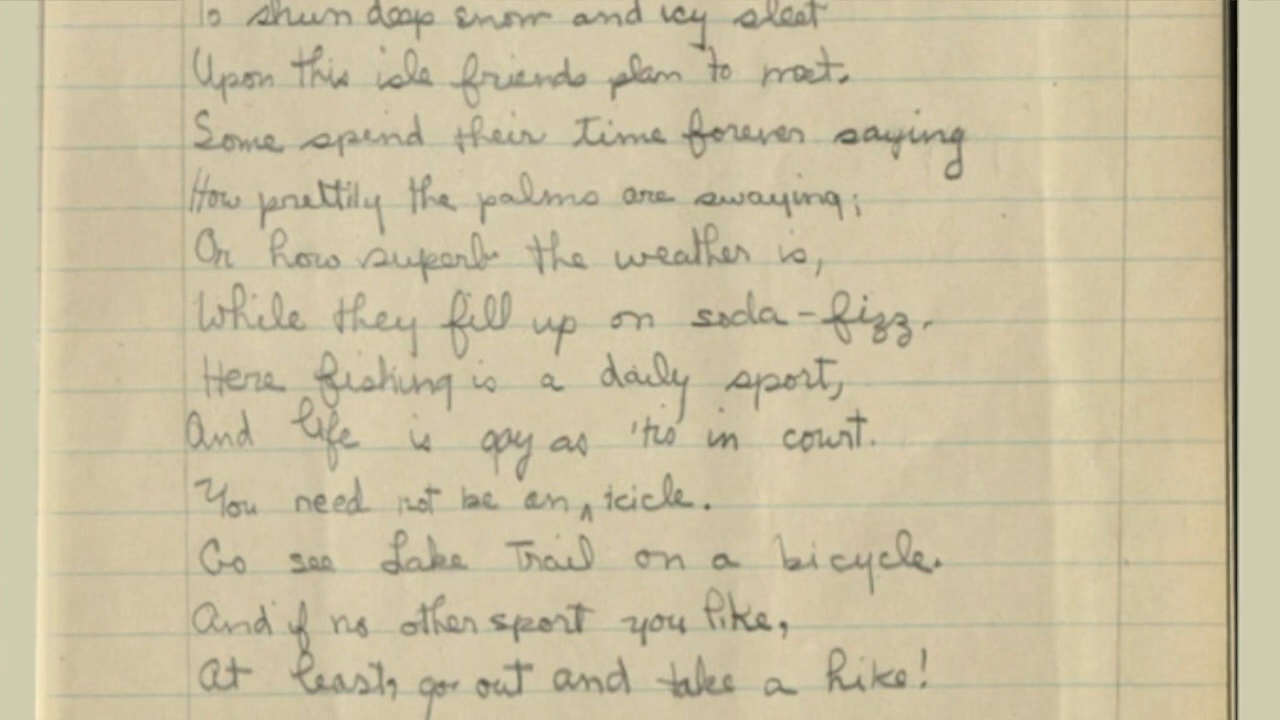 To shun deep snow and icy sleet
Upon this isle friends plan to meet.
Some spend their time forever saying
How prettily the palms are swaying;
Or how superb the weather is,
While they fill up on soda-fizz.
Here fishing is a daily sport,
And life is gay as 'tis in court.
You need not be an ‸ icicle.
Go see Lake Trail on a bicycle.
And if no other sport you like,
At least, go out and take a hike!